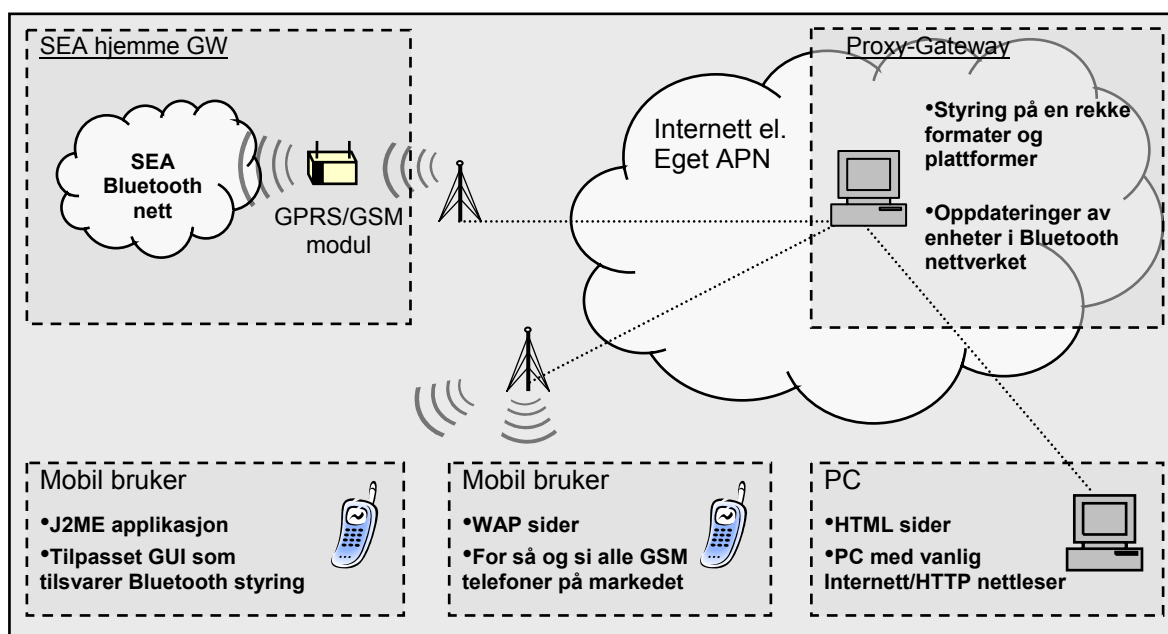 SEA hjemme GW
SEA
Bluetooth
nett
GPRS/GSM
modul
Internett el.
Eget APN
Proxy-Gateway
•Styring på en rekke
formater og
plattformer
•Oppdateringer av
enheter i Bluetooth
nettverket
Mobil bruker
•J2ME applikasjon
•Tilpasset GUI som
tilsvarer Bluetooth styring
Mobil bruker
•WAP sider
•For så og si alle GSM
telefoner på markedet
PC
•HTML sider
•PC med vanlig
Internett/HTTP nettleser